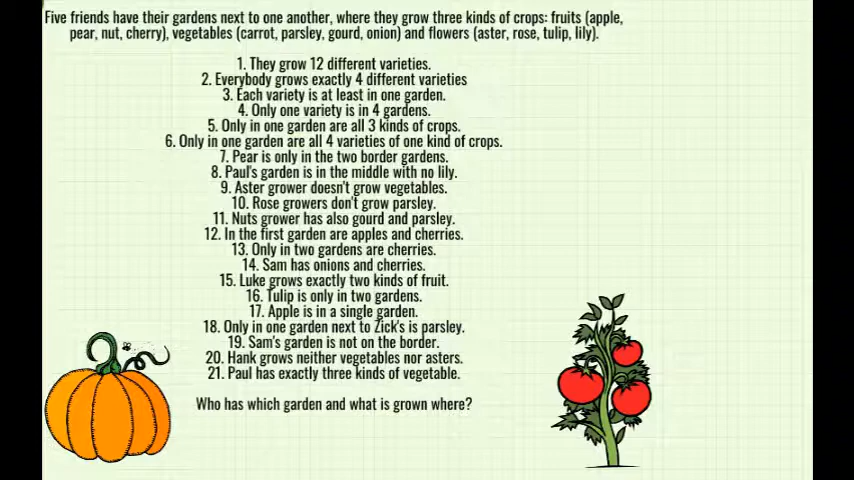 Five friends have their gardens next to one another, where they grow three kinds of crops: fruits (apple,
pear, nut, cherry), vegetables (carrot, parsley, gourd, onion) and flowers (aster, rose, tulip, lily).
1. They grow 12 different varieties.
2. Everybody grows exactly 4 different varieties
3. Each variety is at least in one garden.
4. Only one variety is in 4 gardens.
5. Only in one garden are all 3 kinds of crops.
6. Only in one garden are all 4 varieties of one kind of crops.
7. Pear is only in the two border gardens.
8. Paul's garden is in the middle with no lily.
9. Aster grower doesn't grow vegetables.
10. Rose growers don't grow parsley.
11. Nuts grower has also gourd and parsley.
12. In the first garden are apples and cherries.
13. Only in two gardens are cherries.
14. Sam has onions and cherries.
15. Luke grows exactly two kinds of fruit.
16. Tulip is only in two gardens.
17. Apple is in a single garden.
18. Only in one garden next to Zick's is parsley.
19. Sam's garden is not on the border.
20. Hank grows neither vegetables nor asters.
21. Paul has exactly three kinds of vegetable.
Who has which garden and what is grown where?